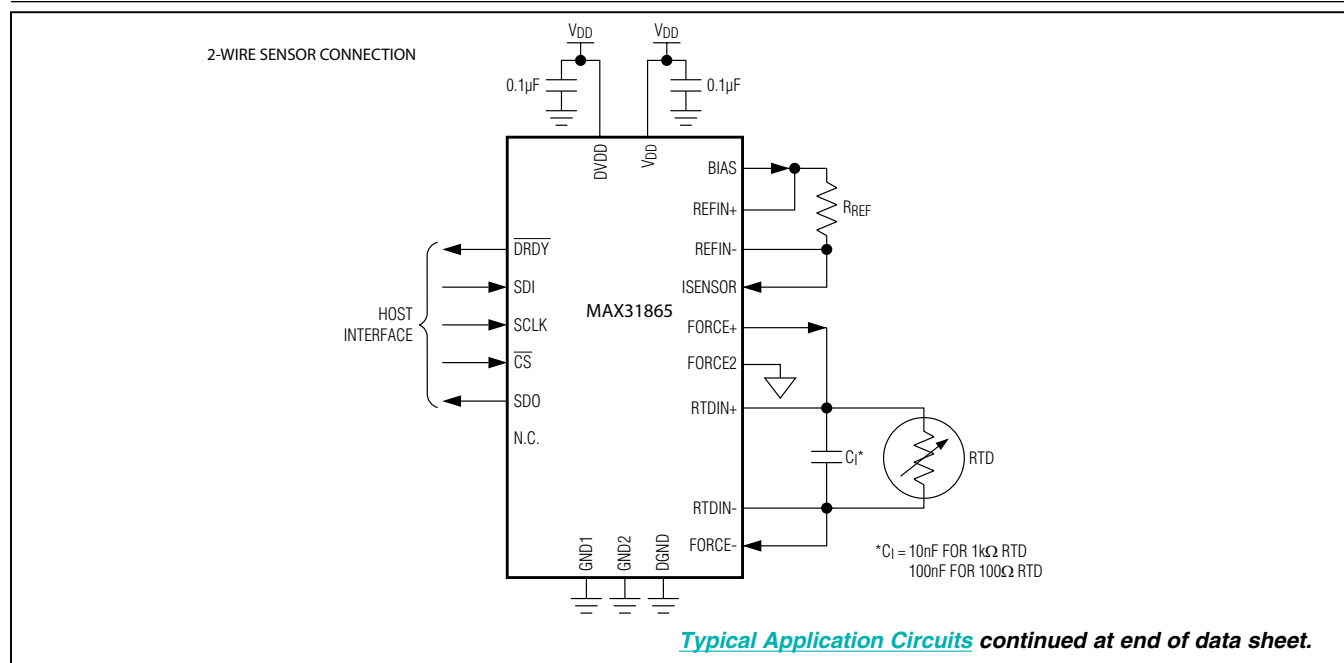 2-WIRE SENSOR CONNECTION
VDD
VDD
0.1µF
0.1µF
DVDD
VDD
BIAS
REFIN+
RREF
REFIN-
ISENSOR
DRDY
SDI
HOST
INTERFACE
SCLK
CS
SDO
N.C.
MAX31865
FORCE+
FORCE2
RTDIN+
CI*
RTD
RTDIN-
FORCE-
GND1
GND2
DGND
*CI = 10nF FOR 1kΩ RTD
100nF FOR 100Ω RTD
Typical Application Circuits continued at end of data sheet.